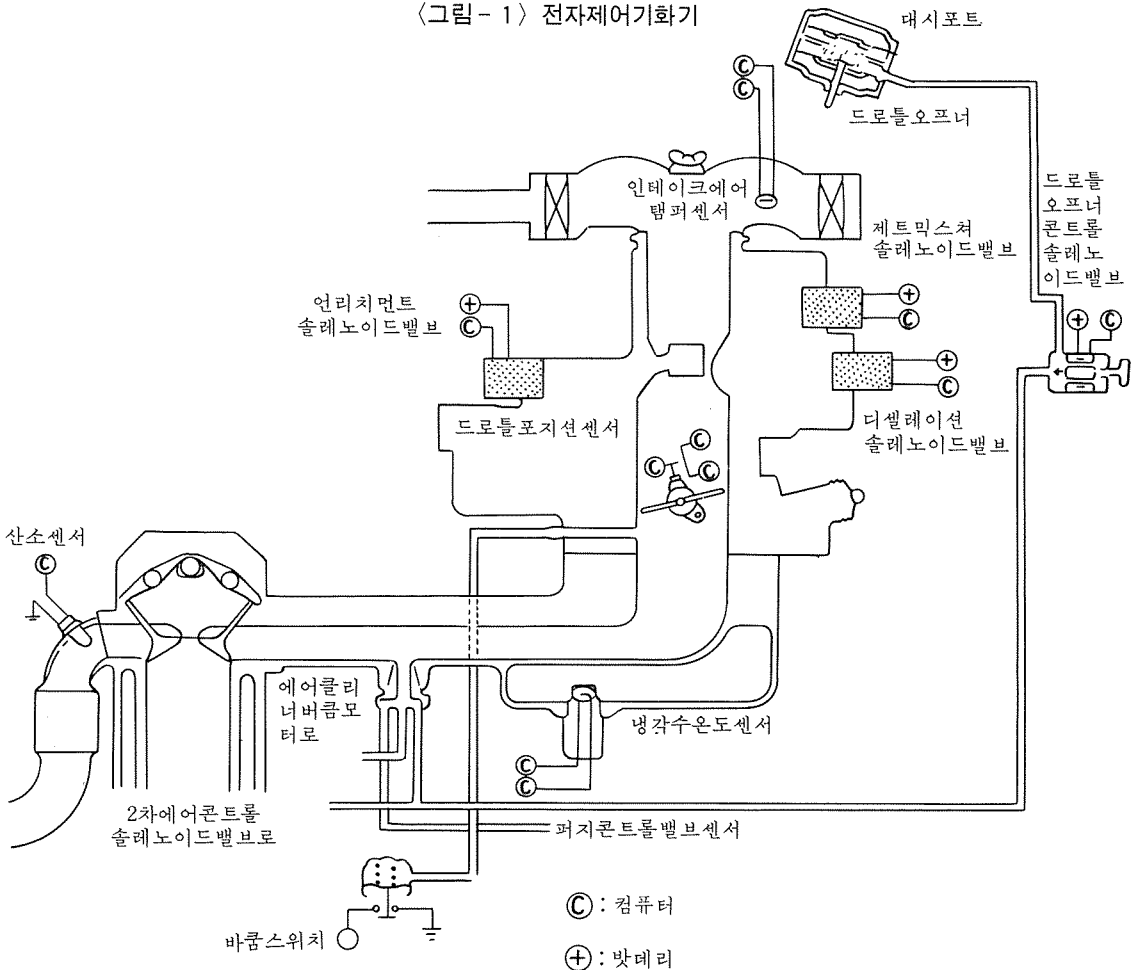 〈그림 - 1〉 전자제어기화기
대시포트
드로틀오프너
인테이크에어
탬퍼센서
드로틀
오프너
콘트롤
솔레노
이드밸브
제트믹스쳐
솔레노이드밸브
언리치먼트
솔레노이드밸브
드로틀포지션센서
디셀레이션
솔레노이드밸브
산소센서
에어클리
너버큠모
터로
냉각수온도센서
2차에어콘트롤
솔레노이드밸브로
퍼지콘트롤밸브센서
바쿰스위치
Ⓒ : 컴퓨터
⊕ : 밧데리